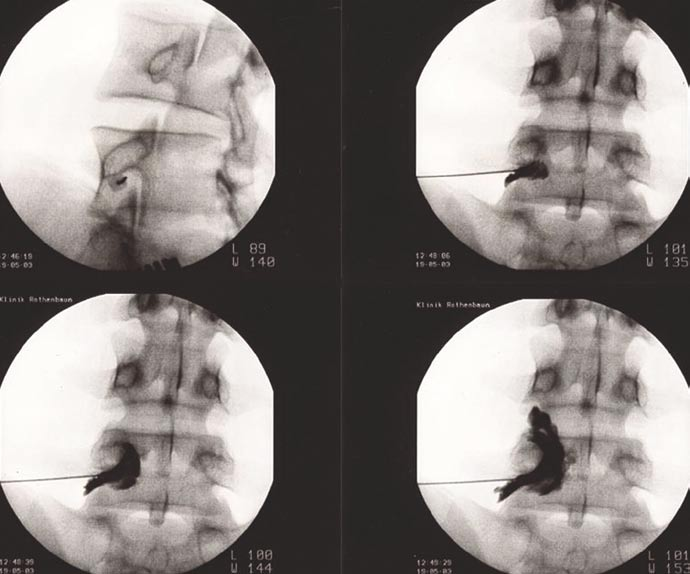 12:46:19
19-05-03
L 89
W 140
12:48:06
19-05-03
L 101
W 135
Klinik Rothenbaum
12:48:39
19-05-03
L 100
W 144
Klinik Rothenbaum
12:49:29
19-05-03
L 101
W 153